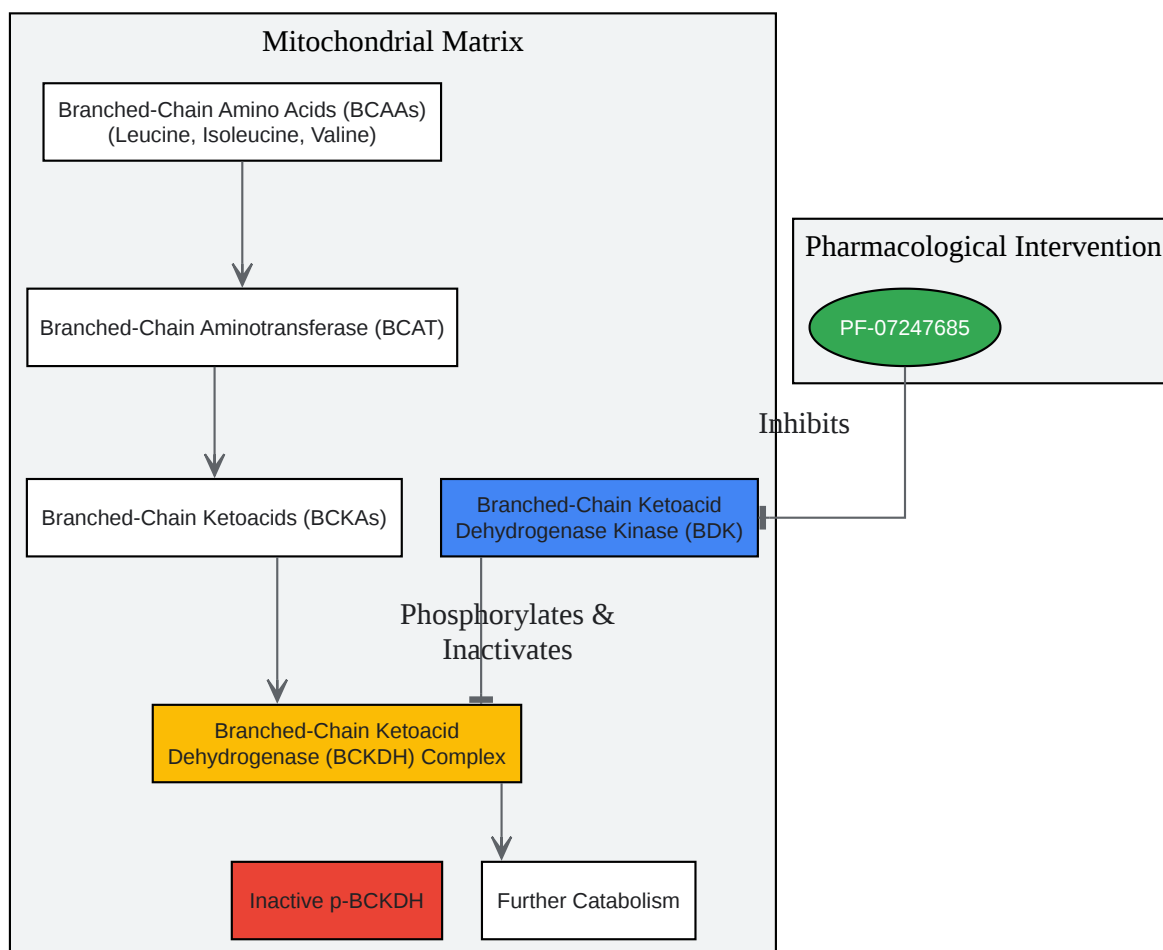 Mitochondrial Matrix
Branched-Chain Amino Acids (BCAAs)
(Leucine, Isoleucine, Valine)
Pharmacological Intervention
Branched-Chain Aminotransferase (BCAT)
PF-07247685
Inhibits
Branched-Chain Ketoacids (BCKAs)
Branched-Chain Ketoacid
Dehydrogenase Kinase (BDK)
Phosphorylates &
Inactivates
Branched-Chain Ketoacid
Dehydrogenase (BCKDH) Complex
Inactive p-BCKDH
Further Catabolism